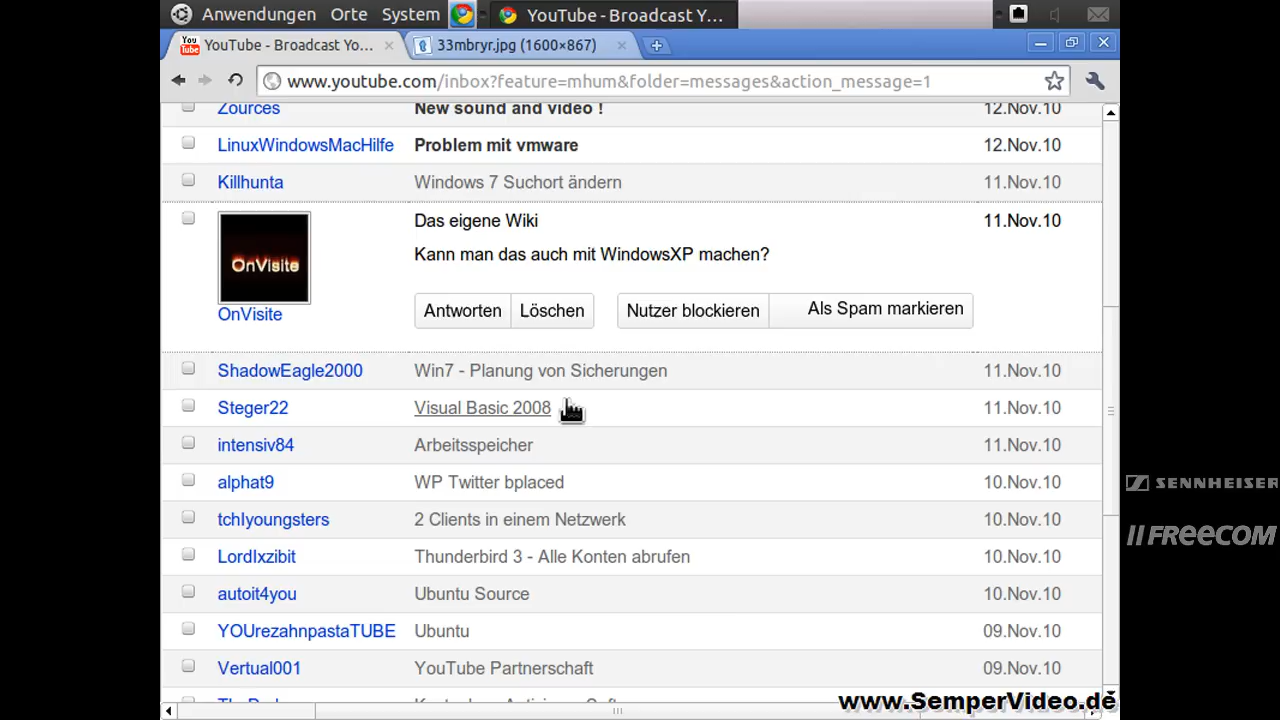 Anwendungen Orte System YouTube - Broadcast Y...
YouTube - Broadcast Yo... 33mbryr.jpg (1600×867)
www.youtube.com/inbox?feature=mhum&folder=messages&action_message=1
Zources New sound and video ! 12.Nov.10
LinuxWindowsMacHilfe Problem mit vmware 12.Nov.10
Killhunta Windows 7 Suchort ändern 11.Nov.10
Das eigene Wiki 11.Nov.10
Kann man das auch mit WindowsXP machen?
OnVisite
Antworten Löschen Nutzer blockieren Als Spam markieren
OnVisite
ShadowEagle2000 Win7 - Planung von Sicherungen 11.Nov.10
Steger22 Visual Basic 2008 11.Nov.10
intensiv84 Arbeitsspeicher 11.Nov.10
alphat9 WP Twitter bplaced 10.Nov.10
SENNHEISER
tchIyoungsters 2 Clients in einem Netzwerk 10.Nov.10
FREECOM
LordIxzibit Thunderbird 3 - Alle Konten abrufen 10.Nov.10
autoit4you Ubuntu Source 10.Nov.10
YOUrezahnpastaTUBE Ubuntu 09.Nov.10
Vertual001 YouTube Partnerschaft 09.Nov.10
www.SemperVideo.de